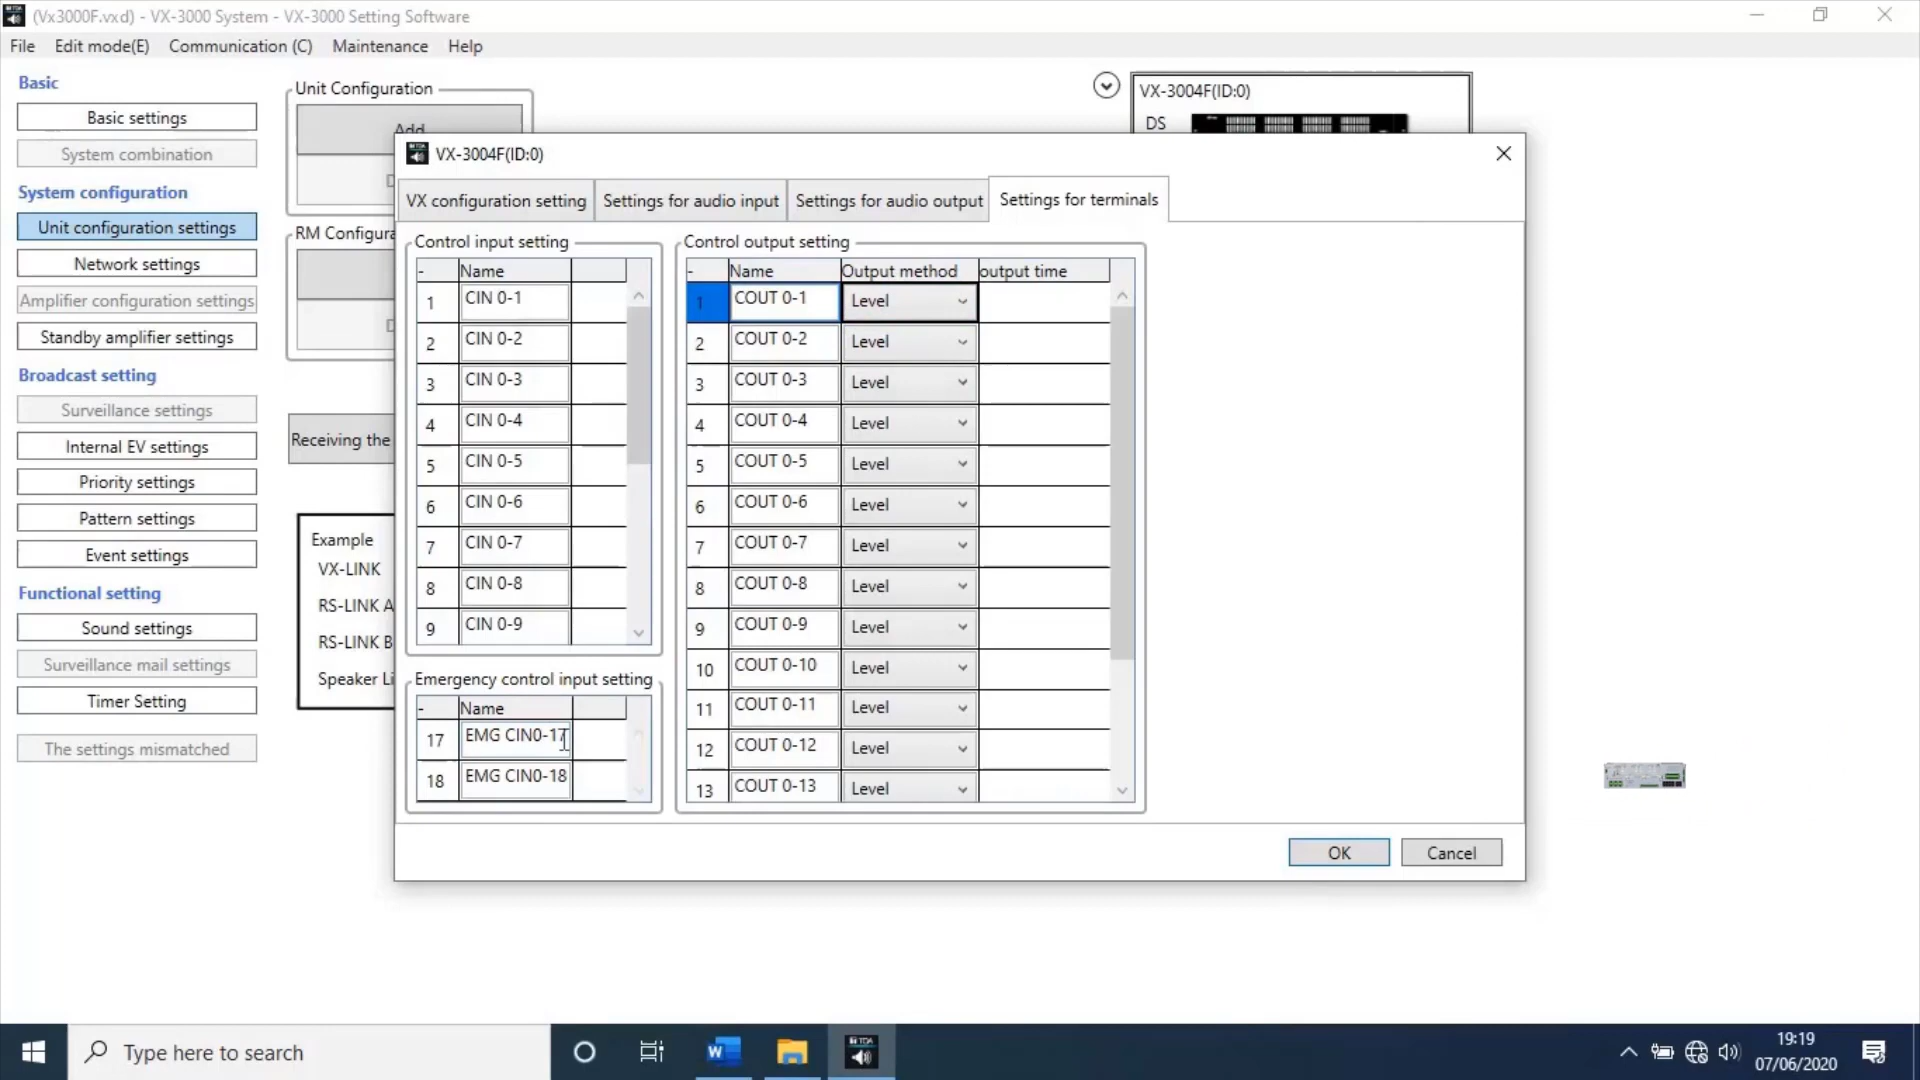 (Vx3000F.vxd) - VX-3000 System - VX-3000 Setting Software
File Edit mode(E) Communication (C) Maintenance Help
Basic
Basic settings
System combination
System configuration
Unit configuration settings
Network settings
Amplifier configuration settings
Standby amplifier settings
Broadcast setting
Surveillance settings
Internal EV settings
Priority settings
Pattern settings
Event settings
Functional setting
Sound settings
Surveillance mail settings
Timer Setting
The settings mismatched
Unit Configuration
Add
RM Configura
Receiving the
Example
VX-LINK
RS-LINK A
RS-LINK B
Speaker Li
VX-3004F(ID:0)
DS
VX-3004F(ID:0)
VX configuration setting
Settings for audio input
Settings for audio output
Settings for terminals
Control input setting
- Name
1 CIN 0-1
2 CIN 0-2
3 CIN 0-3
4 CIN 0-4
5 CIN 0-5
6 CIN 0-6
7 CIN 0-7
8 CIN 0-8
9 CIN 0-9
Emergency control input setting
- Name
17 EMG CIN0-17
18 EMG CIN0-18
Control output setting
- Name Output method output time
1 COUT 0-1 Level
2 COUT 0-2 Level
3 COUT 0-3 Level
4 COUT 0-4 Level
5 COUT 0-5 Level
6 COUT 0-6 Level
7 COUT 0-7 Level
8 COUT 0-8 Level
9 COUT 0-9 Level
10 COUT 0-10 Level
11 COUT 0-11 Level
12 COUT 0-12 Level
13 COUT 0-13 Level
OK
Cancel
Type here to search
19:19
07/06/2020